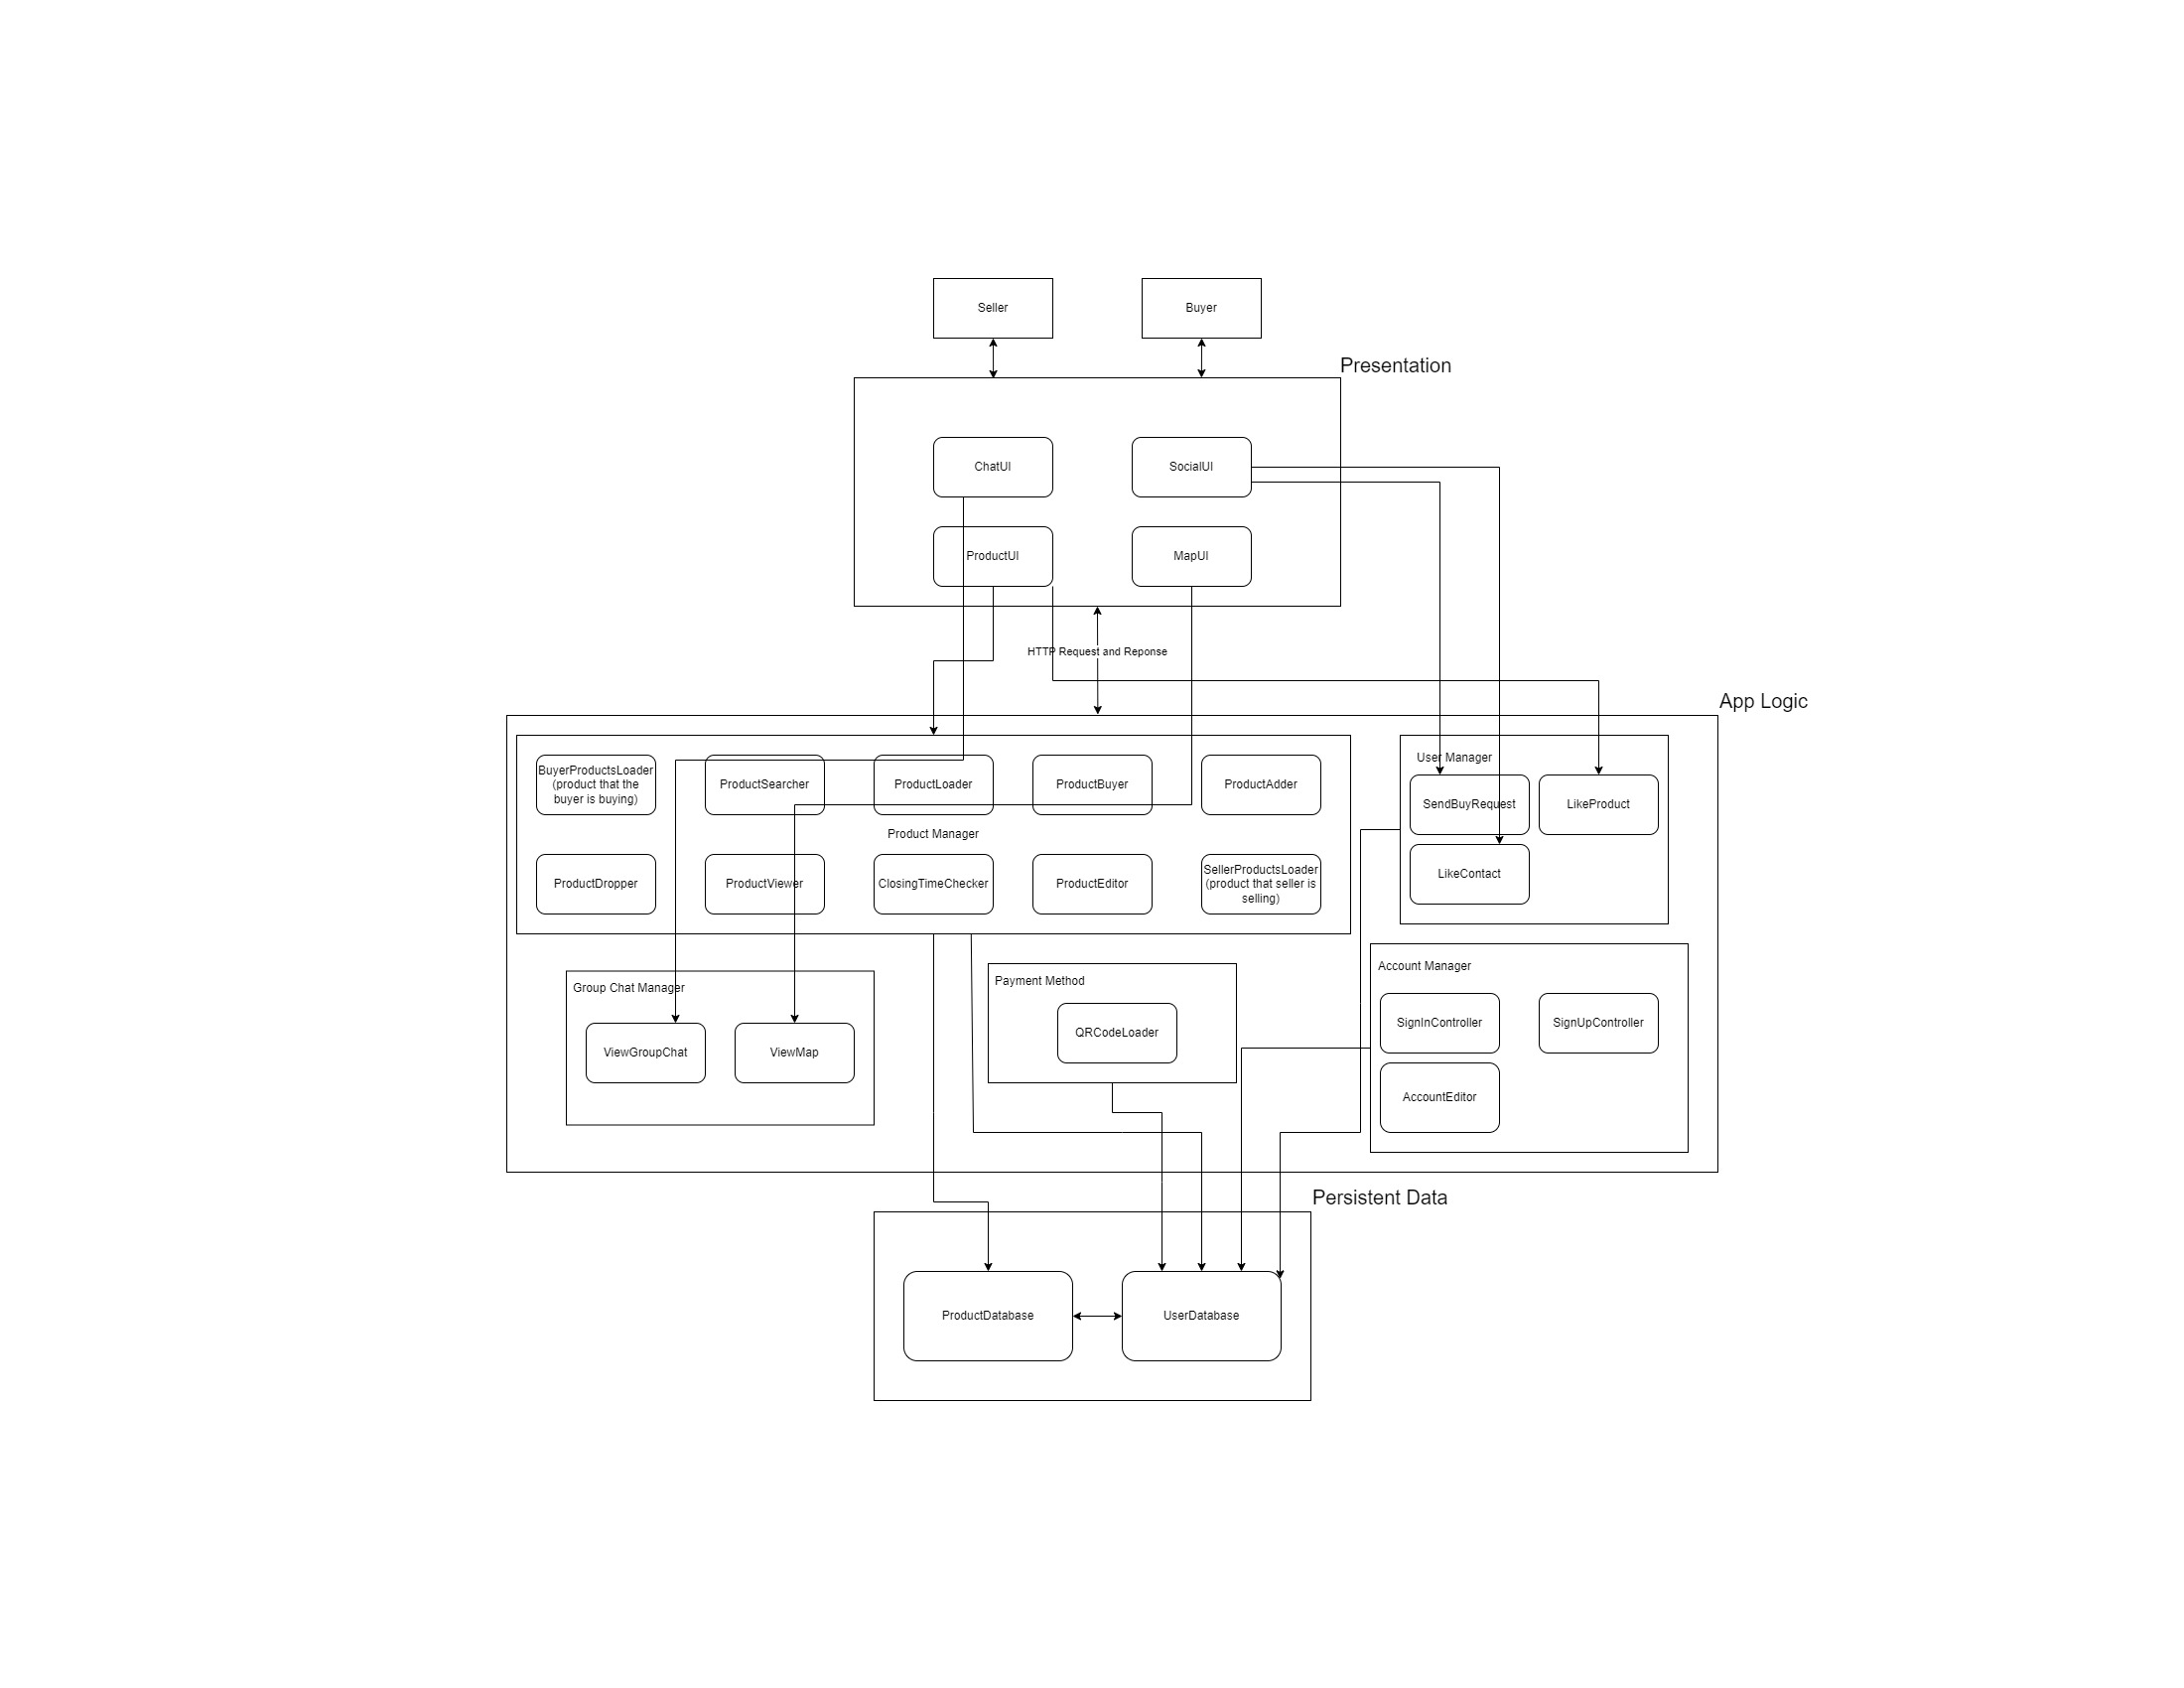 Seller
Buyer
Presentation
ChatUI
SocialUI
ProductUI
MapUI
HTTP Request and Reponse
App Logic
BuyerProductsLoader
(product that the
buyer is buying)
ProductSearcher
ProductLoader
ProductBuyer
ProductAdder
Product Manager
ProductDropper
ProductViewer
ClosingTimeChecker
ProductEditor
SellerProductsLoader
(product that seller is
selling)
User Manager
SendBuyRequest
LikeProduct
LikeContact
Group Chat Manager
ViewGroupChat
ViewMap
Payment Method
QRCodeLoader
Account Manager
SignInController
SignUpController
AccountEditor
Persistent Data
ProductDatabase
UserDatabase